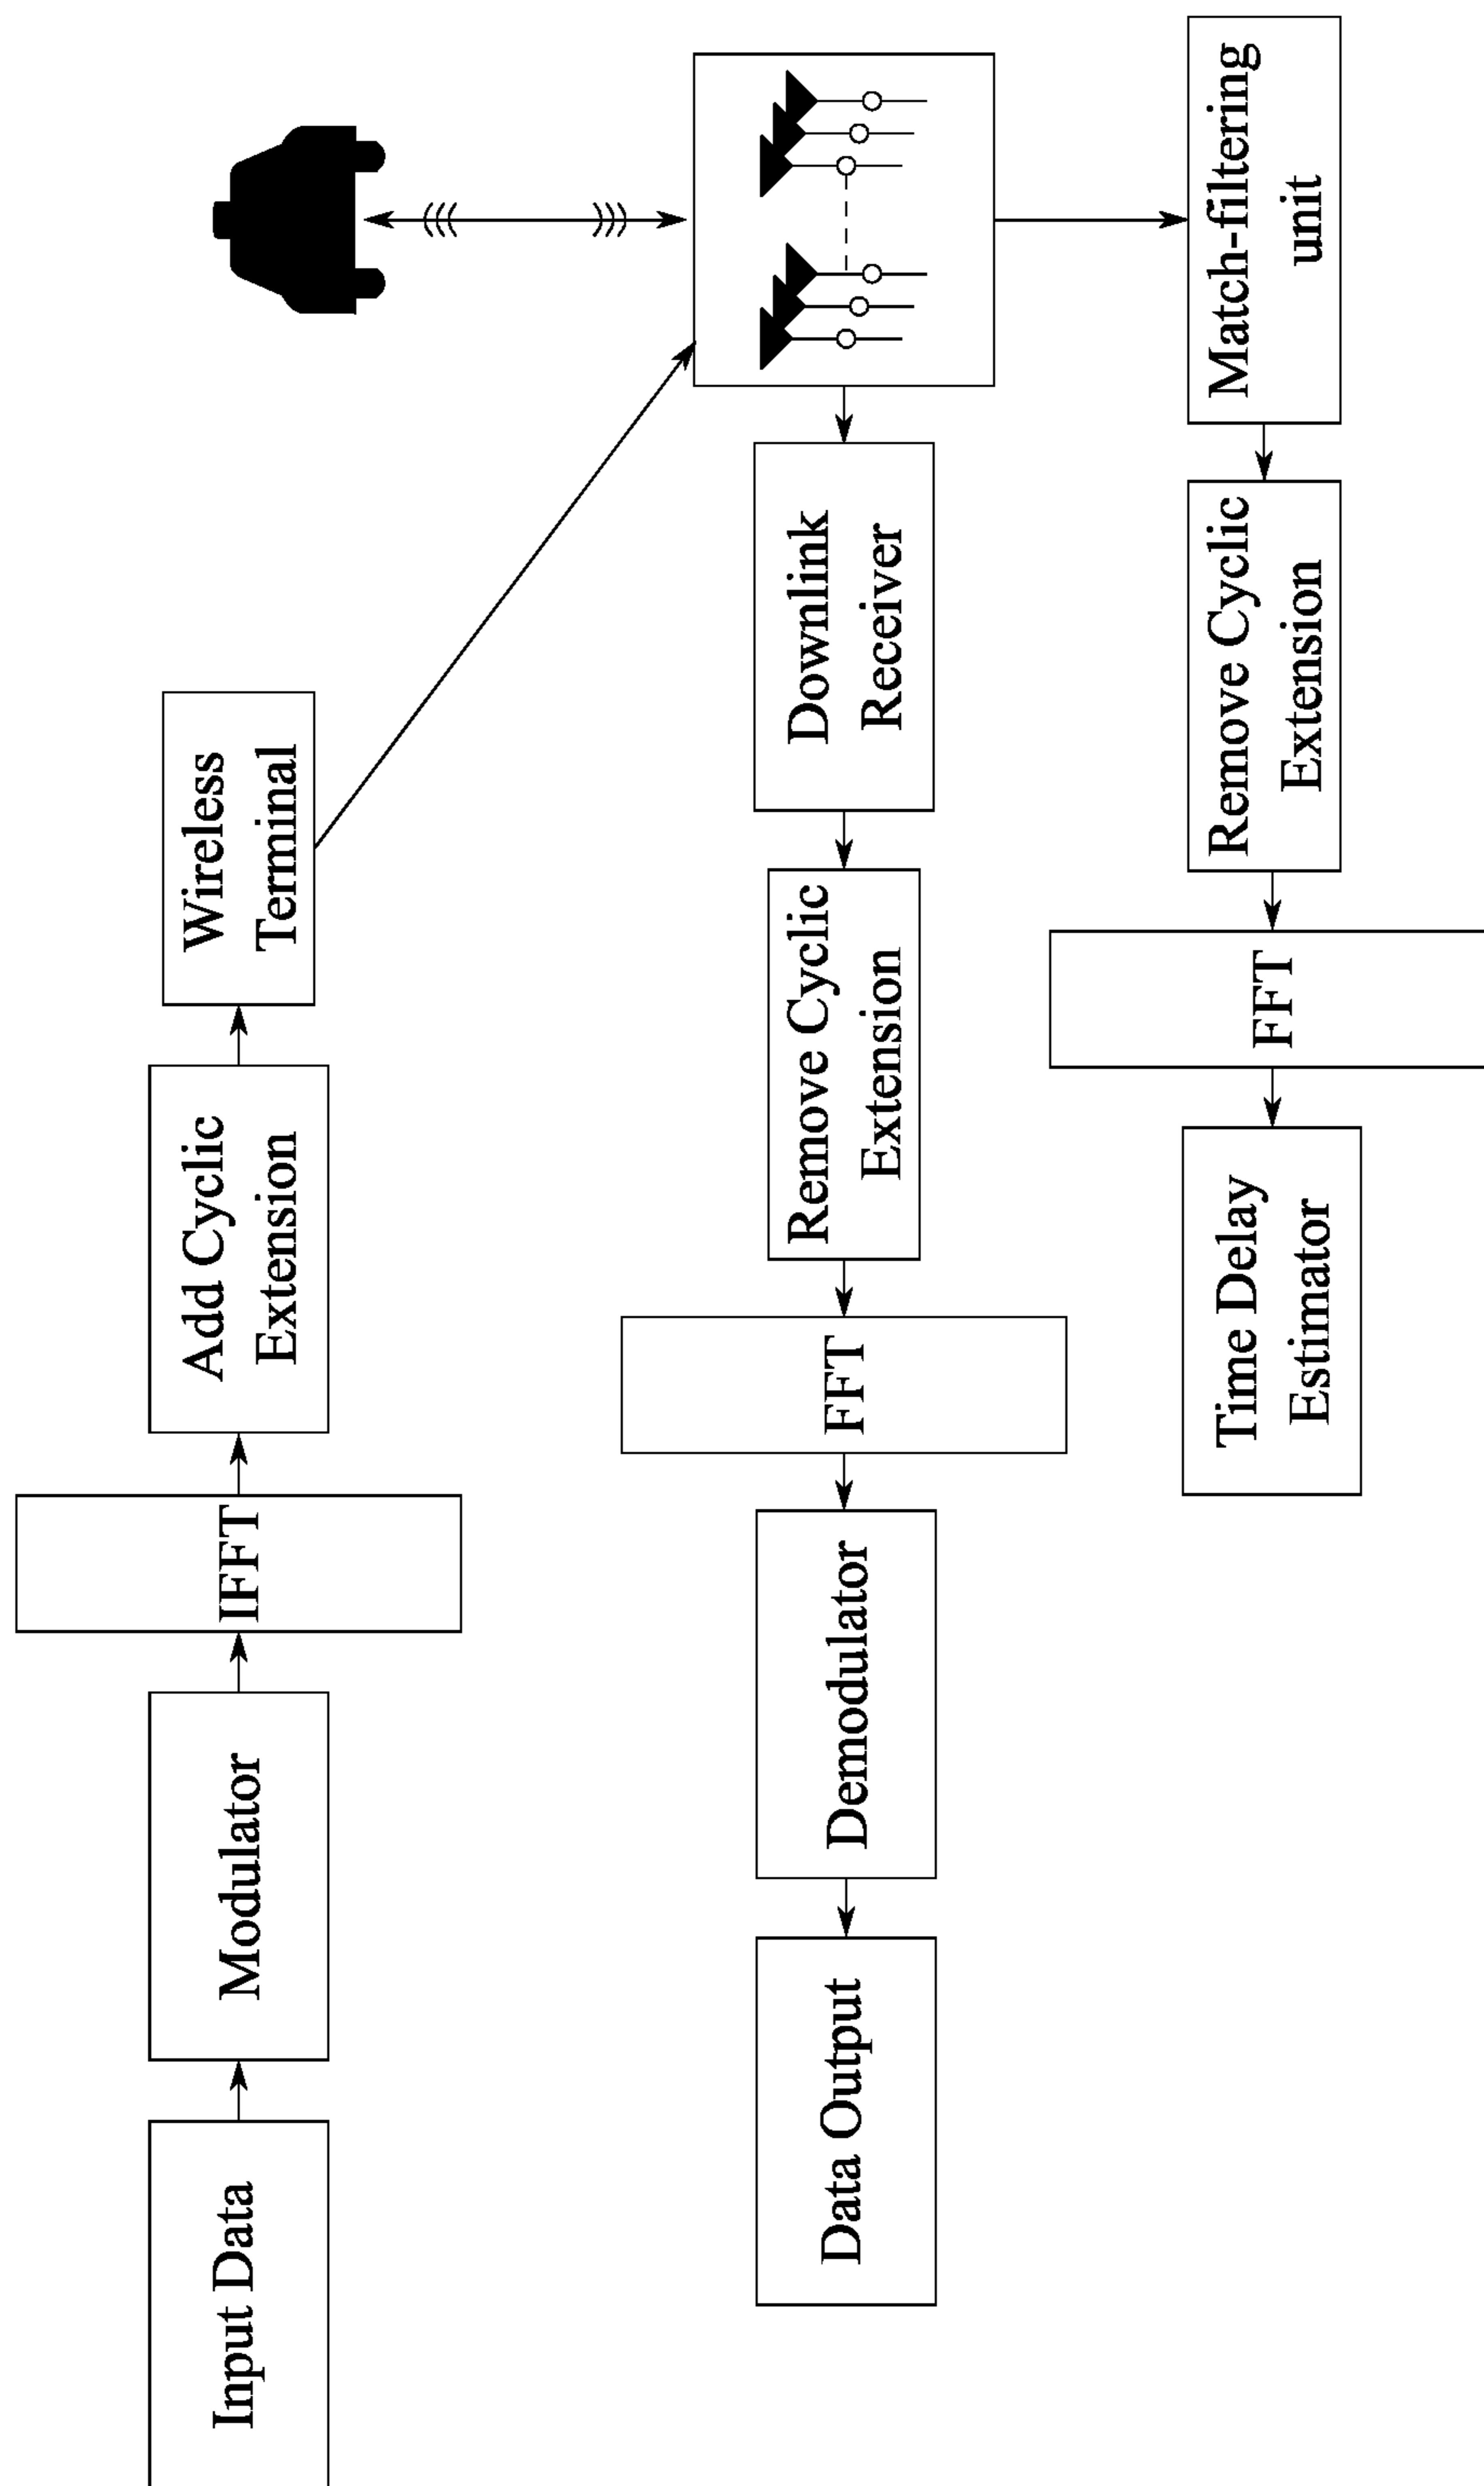 Input Data
Modulator
IFFT
Add Cyclic
Extension
Wireless
Terminal
Data Output
Demodulator
FFT
Remove Cyclic
Extension
Downlink
Receiver
Time Delay
Estimator
FFT
Remove Cyclic
Extension
Match-filtering
unit